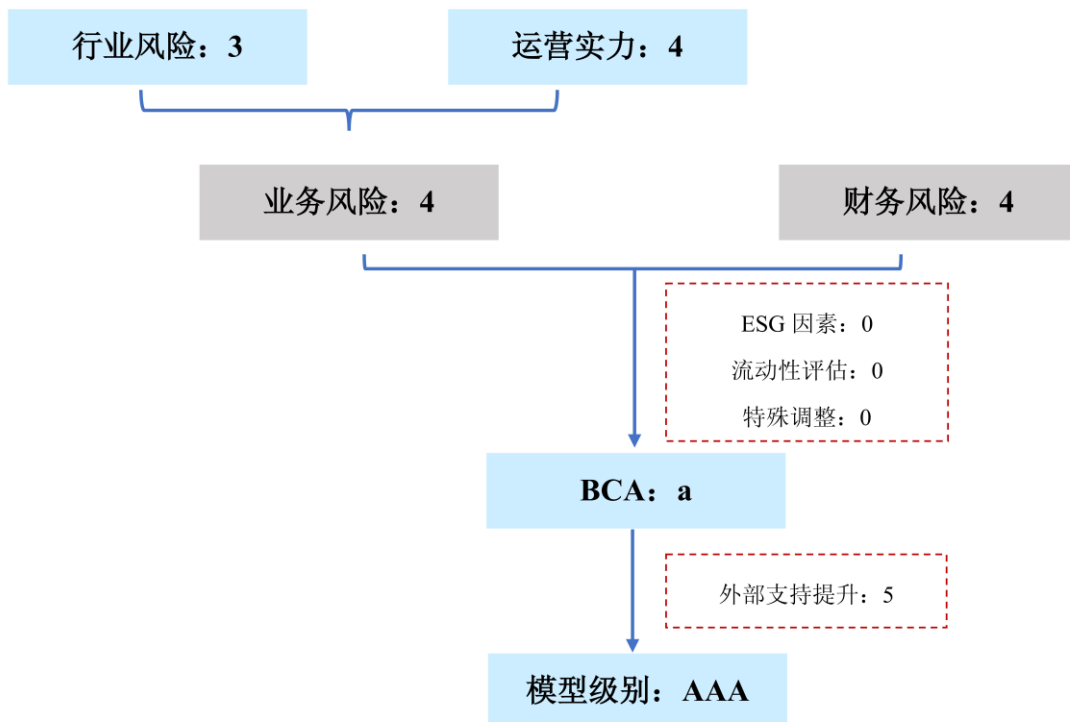 行业风险：3
运营实力：4
业务风险：4
财务风险：4
ESG 因素：0
流动性评估：0
特殊调整：0
BCA：a
外部支持提升：5
模型级别：AAA